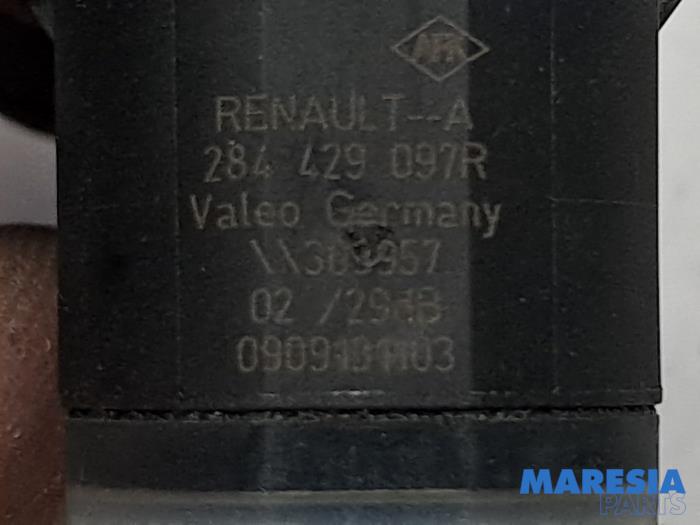 RENAULT--A
284 429 097R
Valeo Germany
02 /29
MARESIA
PARTS